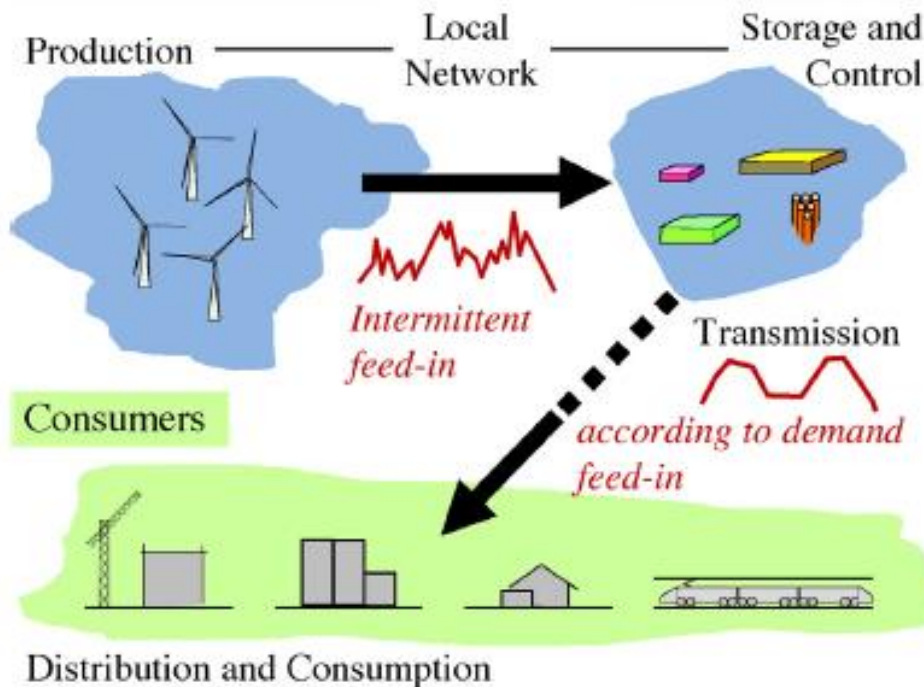 Production
Local
Network
Storage and
Control
Intermittent
feed-in
Transmission
according to demand
feed-in
Consumers
Distribution and Consumption